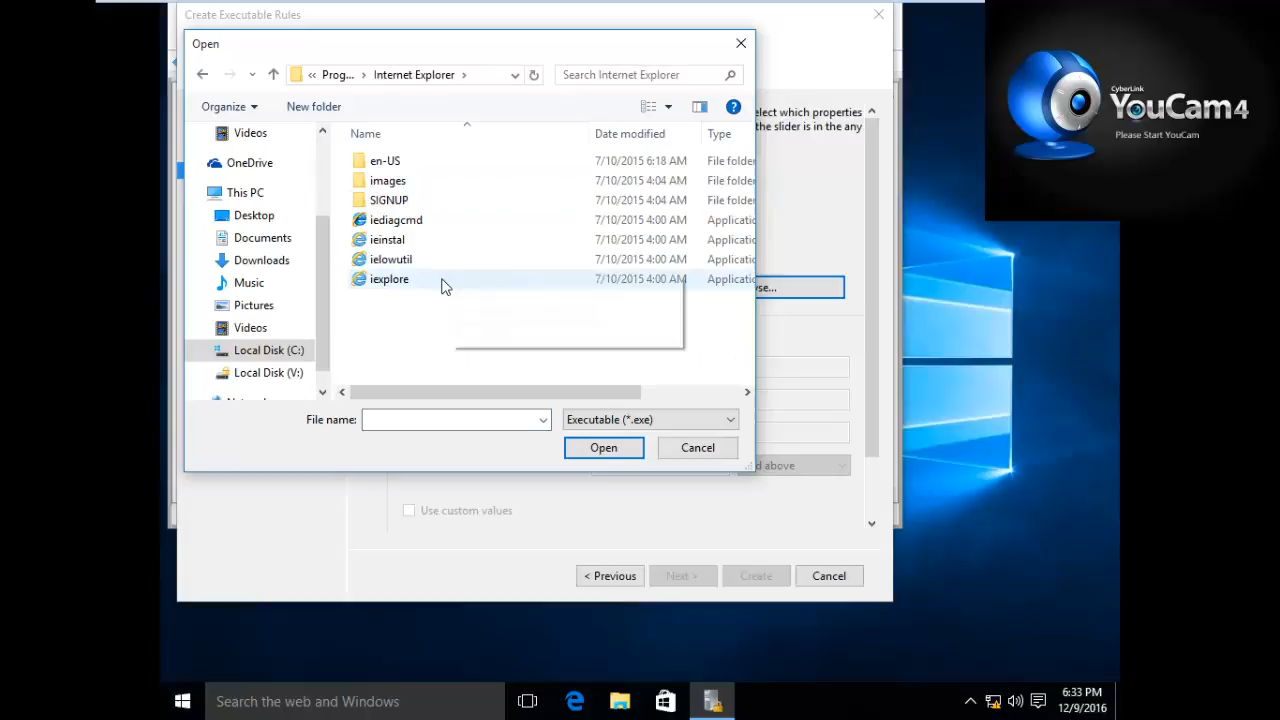 Create Executable Rules
Open
« Prog... > Internet Explorer >
Search Internet Explorer
Organize
New folder
Name
Date modified
Type
Videos
OneDrive
This PC
Desktop
Documents
Downloads
Music
Pictures
Videos
Local Disk (C:)
Local Disk (V:)
en-US 7/10/2015 6:18 AM File folder
images 7/10/2015 4:04 AM File folder
SIGNUP 7/10/2015 4:04 AM File folder
iediagcmd 7/10/2015 4:00 AM Applicatio
ieinstal 7/10/2015 4:00 AM Applicatio
ielowutil 7/10/2015 4:00 AM Applicatio
iexplore 7/10/2015 4:00 AM Applicatio
File name:
Executable (*.exe)
Open
Cancel
elect which properties
the slider is in the any
se...
d above
Use custom values
< Previous
Next >
Create
Cancel
CyberLink
YouCam 4
Please Start YouCam
Search the web and Windows
6:33 PM
12/9/2016